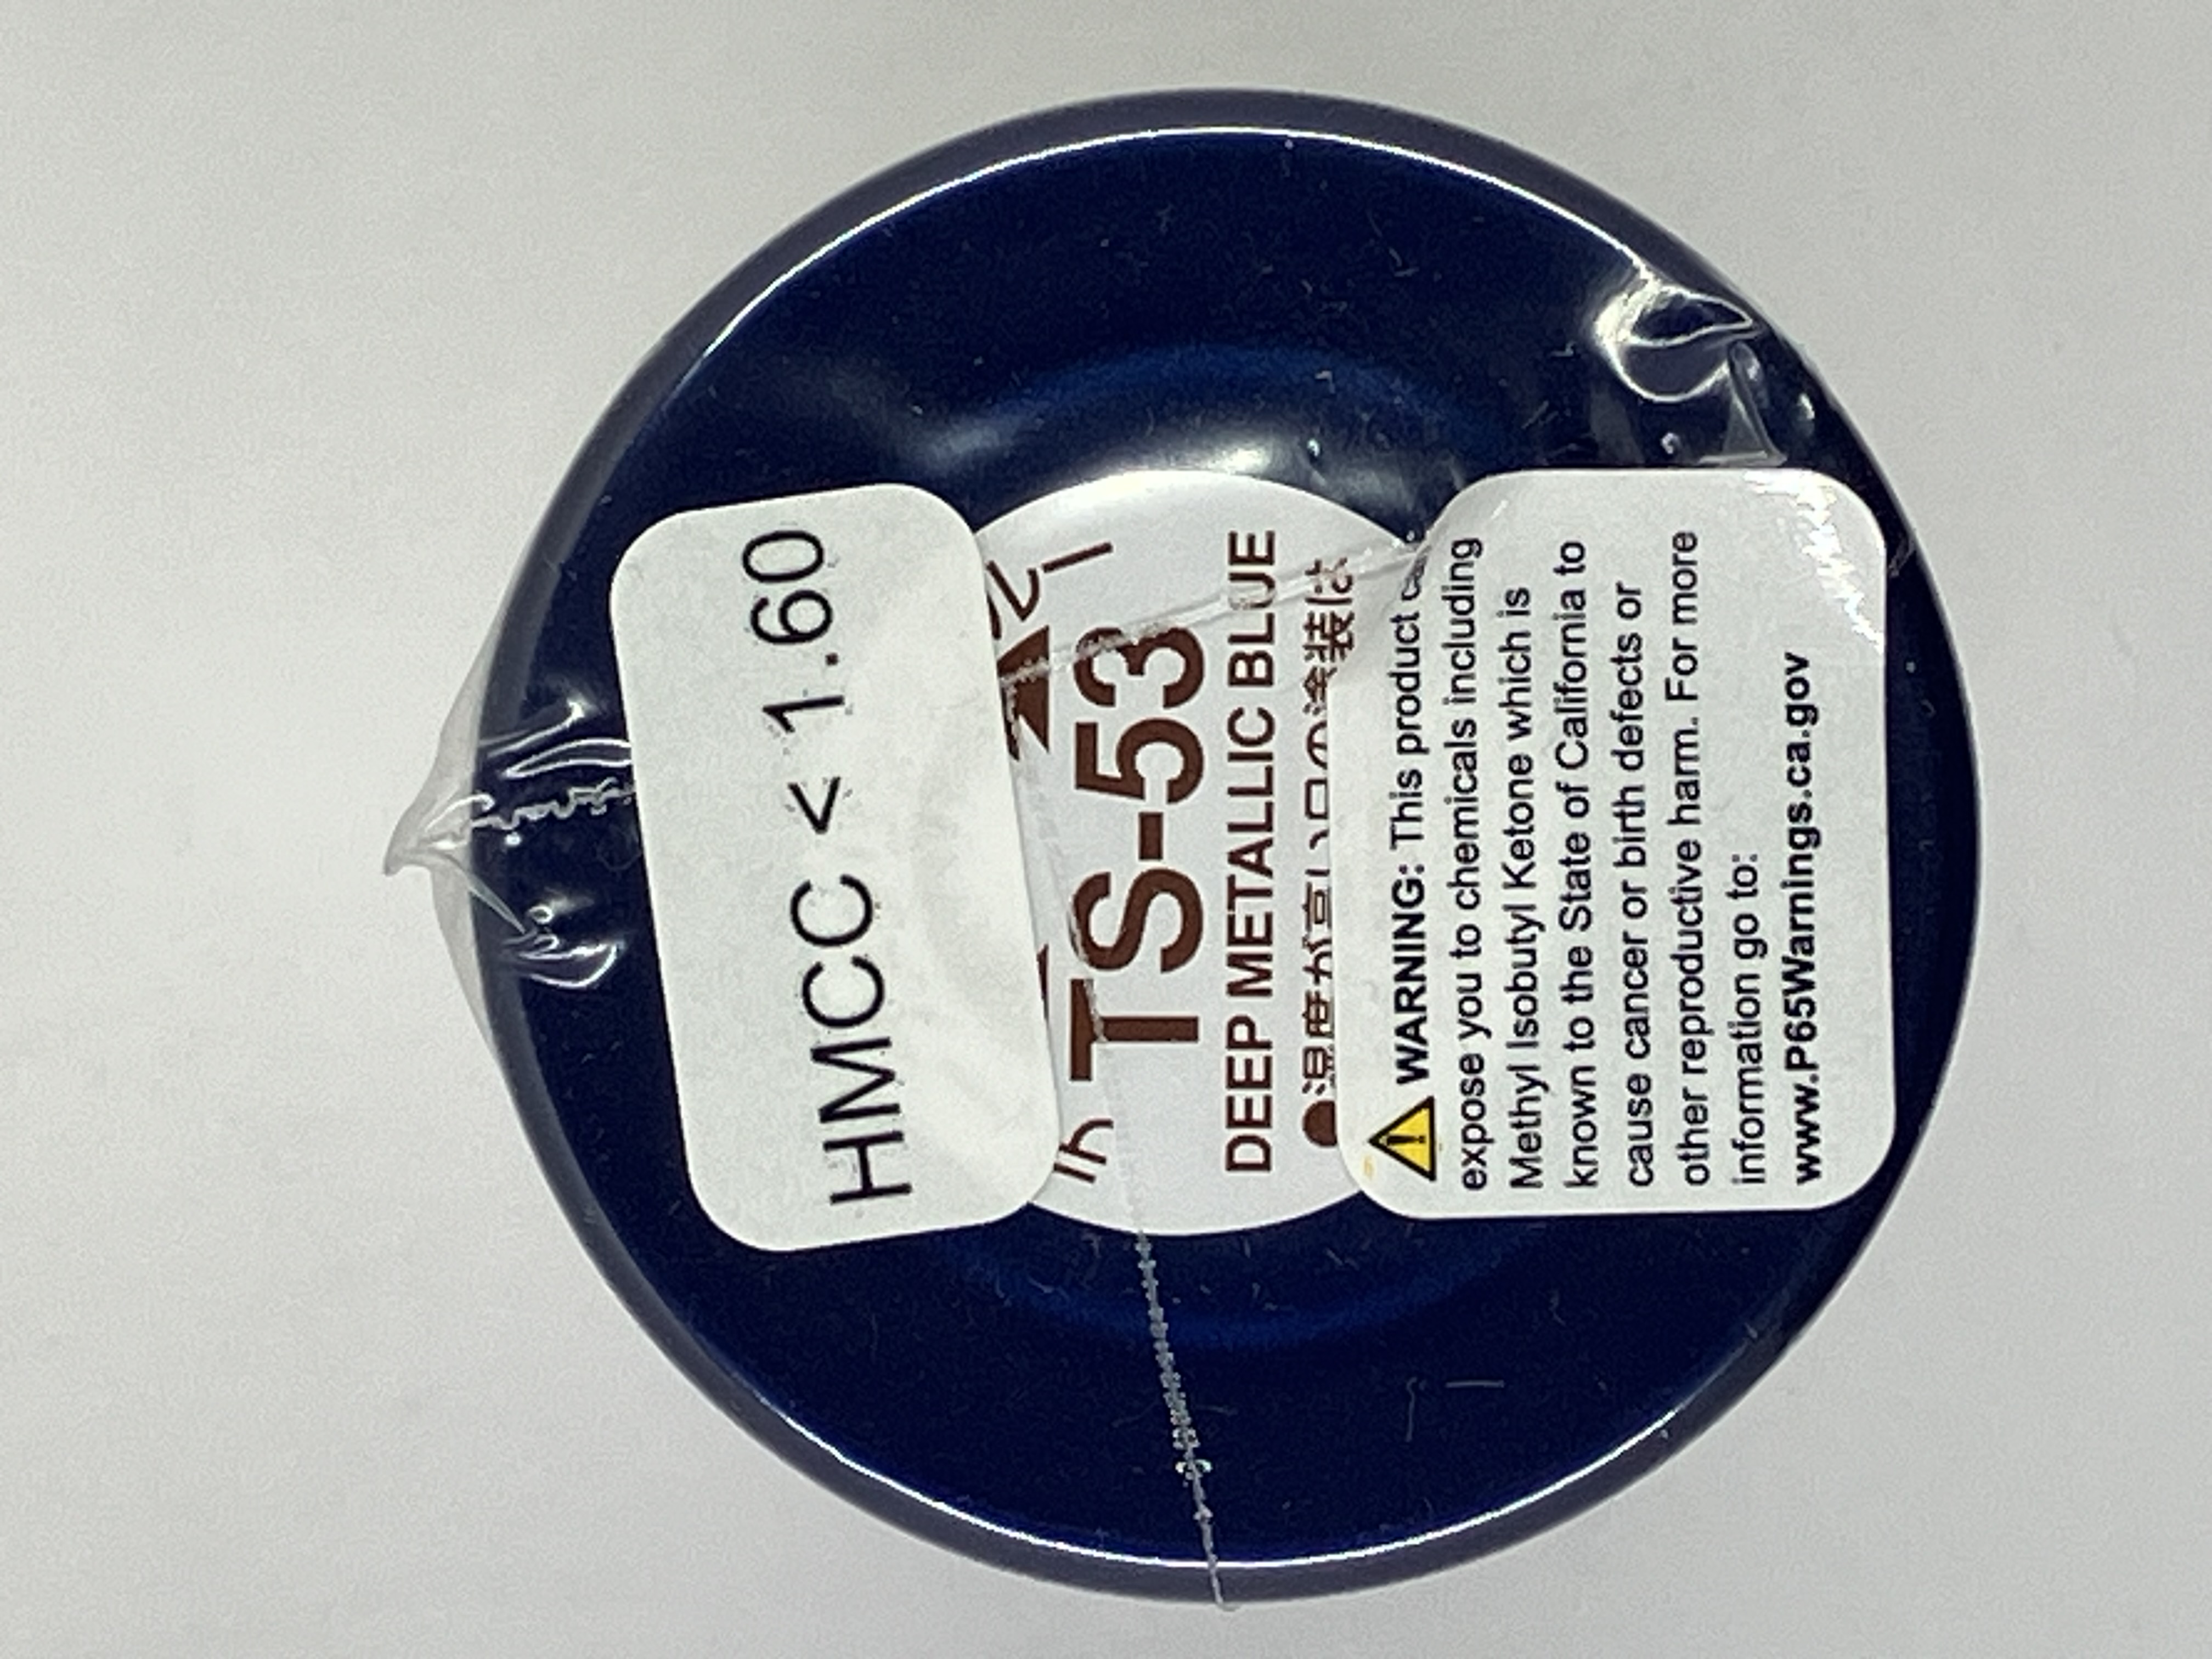 HMCC < 1.60
TS-53
DEEP METALLIC BLUE
⚠ WARNING: This product can
expose you to chemicals including
Methyl Isobutyl Ketone which is
known to the State of California to
cause cancer or birth defects or
other reproductive harm. For more
information go to:
www.P65Warnings.ca.gov